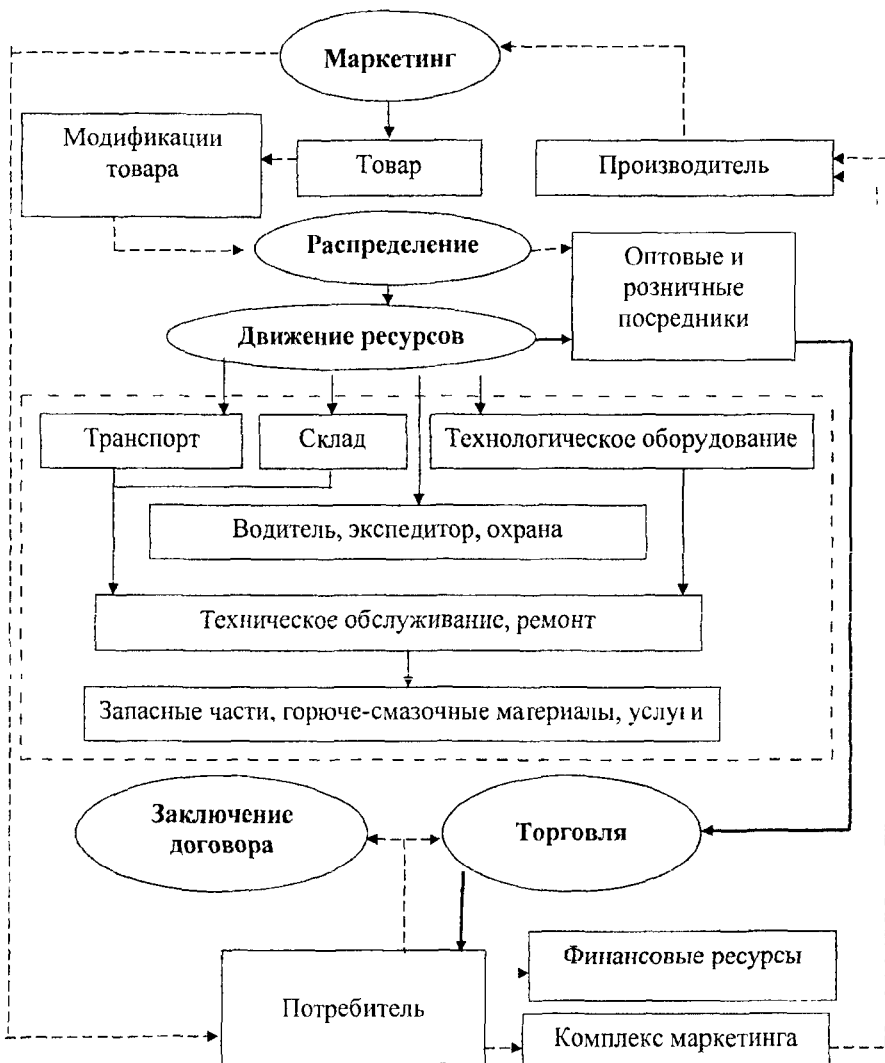 Маркетинг
Модификации
товара
Товар
Производитель
Распределение
Оптовые и
розничные
посредники
Движение ресурсов
Транспорт
Склад
Технологическое оборудование
Водитель, экспедитор, охрана
Техническое обслуживание, ремонт
Запасные части, горюче-смазочные материалы, услуги
Заключение
договора
Торговля
Финансовые ресурсы
Потребитель
Комплекс маркетинга